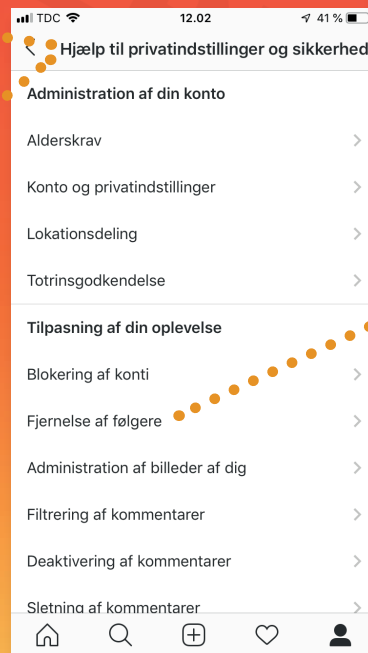 TDC 12.02 41 %
Hjælp til privatindstillinger og sikkerhed
Administration af din konto
Alderskrav
Konto og privatindstillinger
Lokationsdeling
Totrinsgodkendelse
Tilpasning af din oplevelse
Blokering af konti
Fjernelse af følgere
Administration af billeder af dig
Filtrering af kommentarer
Deaktivering af kommentarer
Sletning af kommentarer